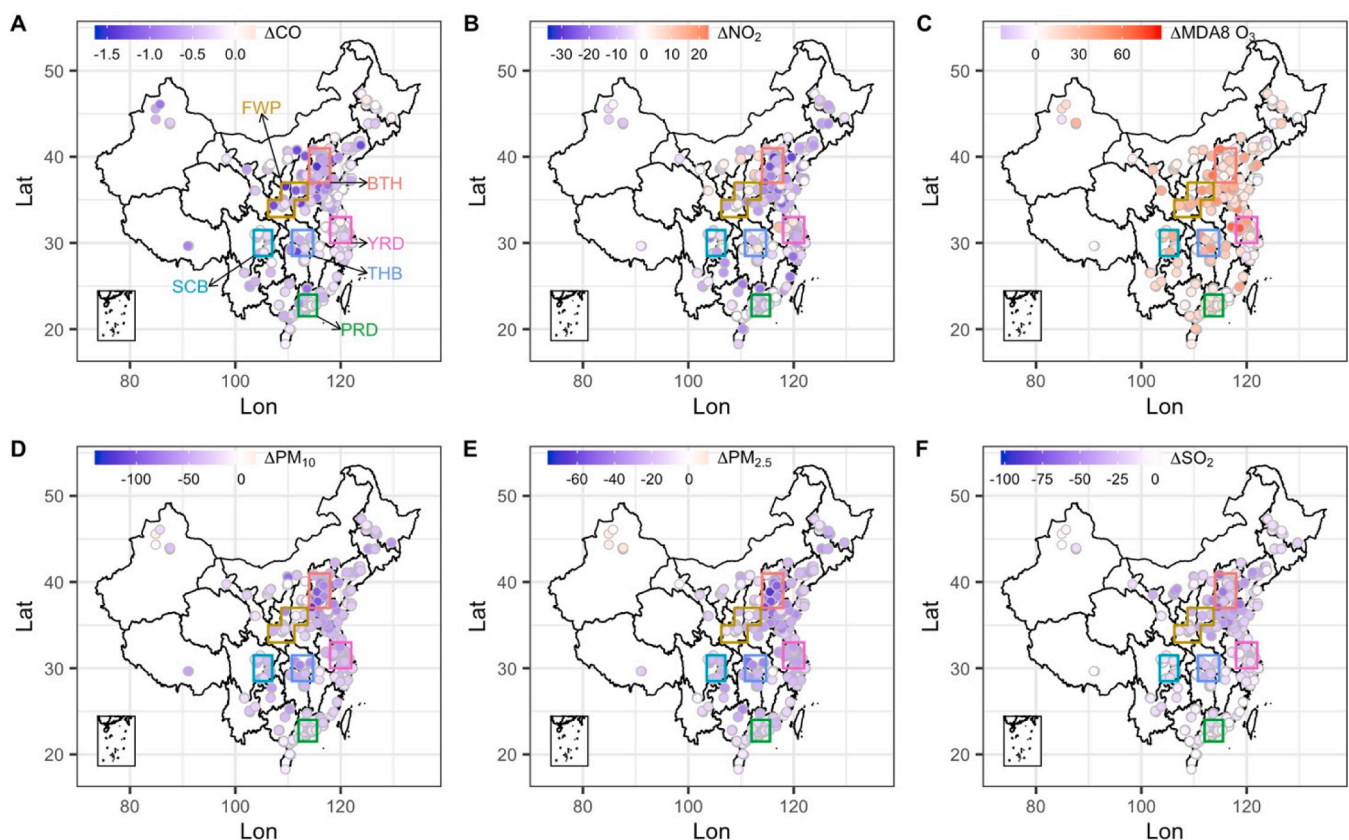 A
ΔCO
-1.5 -1.0 -0.5 0.0
FWP
BTH
YRD
THB
SCB
PRD
50
40
30
20
Lat
80 100 120
Lon
B
ΔNO₂
-30 -20 -10 0 10 20
50
40
30
20
Lat
80 100 120
Lon
C
ΔMDA8 O₃
0 30 60
50
40
30
20
Lat
80 100 120
Lon
D
ΔPM₁₀
-100 -50 0
50
40
30
20
Lat
80 100 120
Lon
E
ΔPM₂.₅
-60 -40 -20 0
50
40
30
20
Lat
80 100 120
Lon
F
ΔSO₂
-100 -75 -50 -25 0
50
40
30
20
Lat
80 100 120
Lon